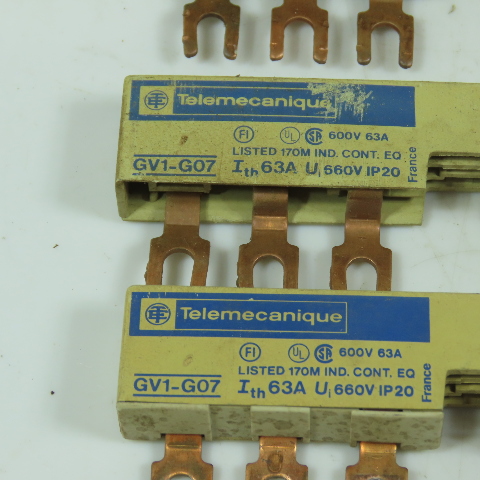 Telemecanique
FI UL SA 600V 63A
LISTED 170M IND. CONT. EQ
GV1-G07 Ith 63A Ui 660V IP20
France
Telemecanique
FI UL SA 600V 63A
LISTED 170M IND. CONT. EQ
GV1-G07 Ith 63A Ui 660V IP20
France